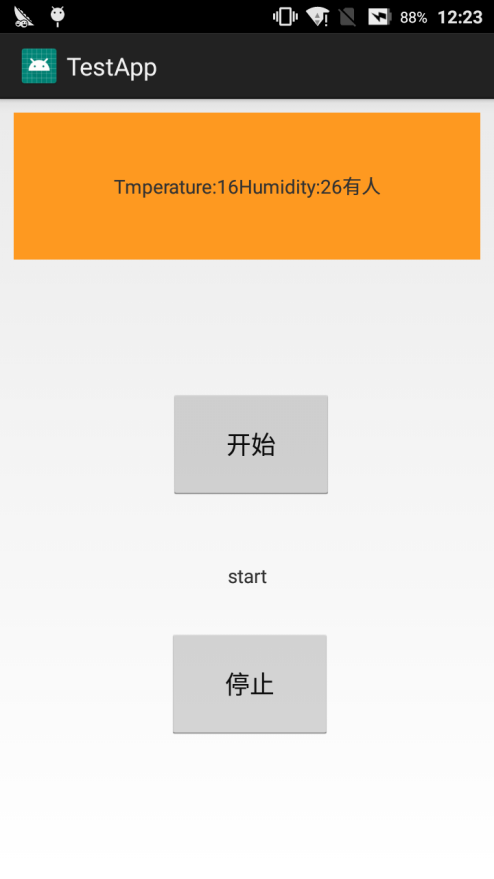 88% 12:23
TestApp
Tmperature:16Humidity:26有人
开始
start
停止